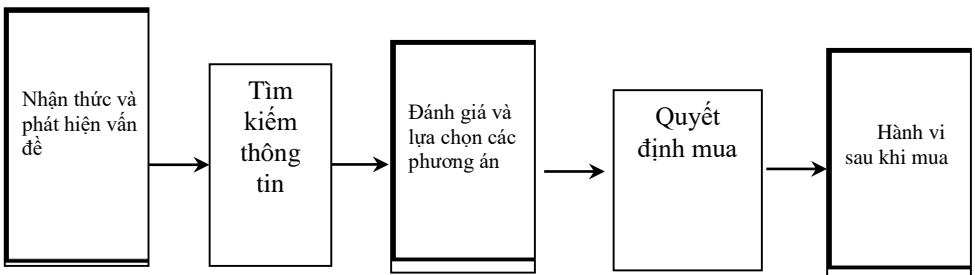 Nhận thức và
phát hiện vấn
đề
Tìm
kiếm
thông
tin
Đánh giá và
lựa chọn các
phương án
Quyết
định mua
Hành vi
sau khi mua